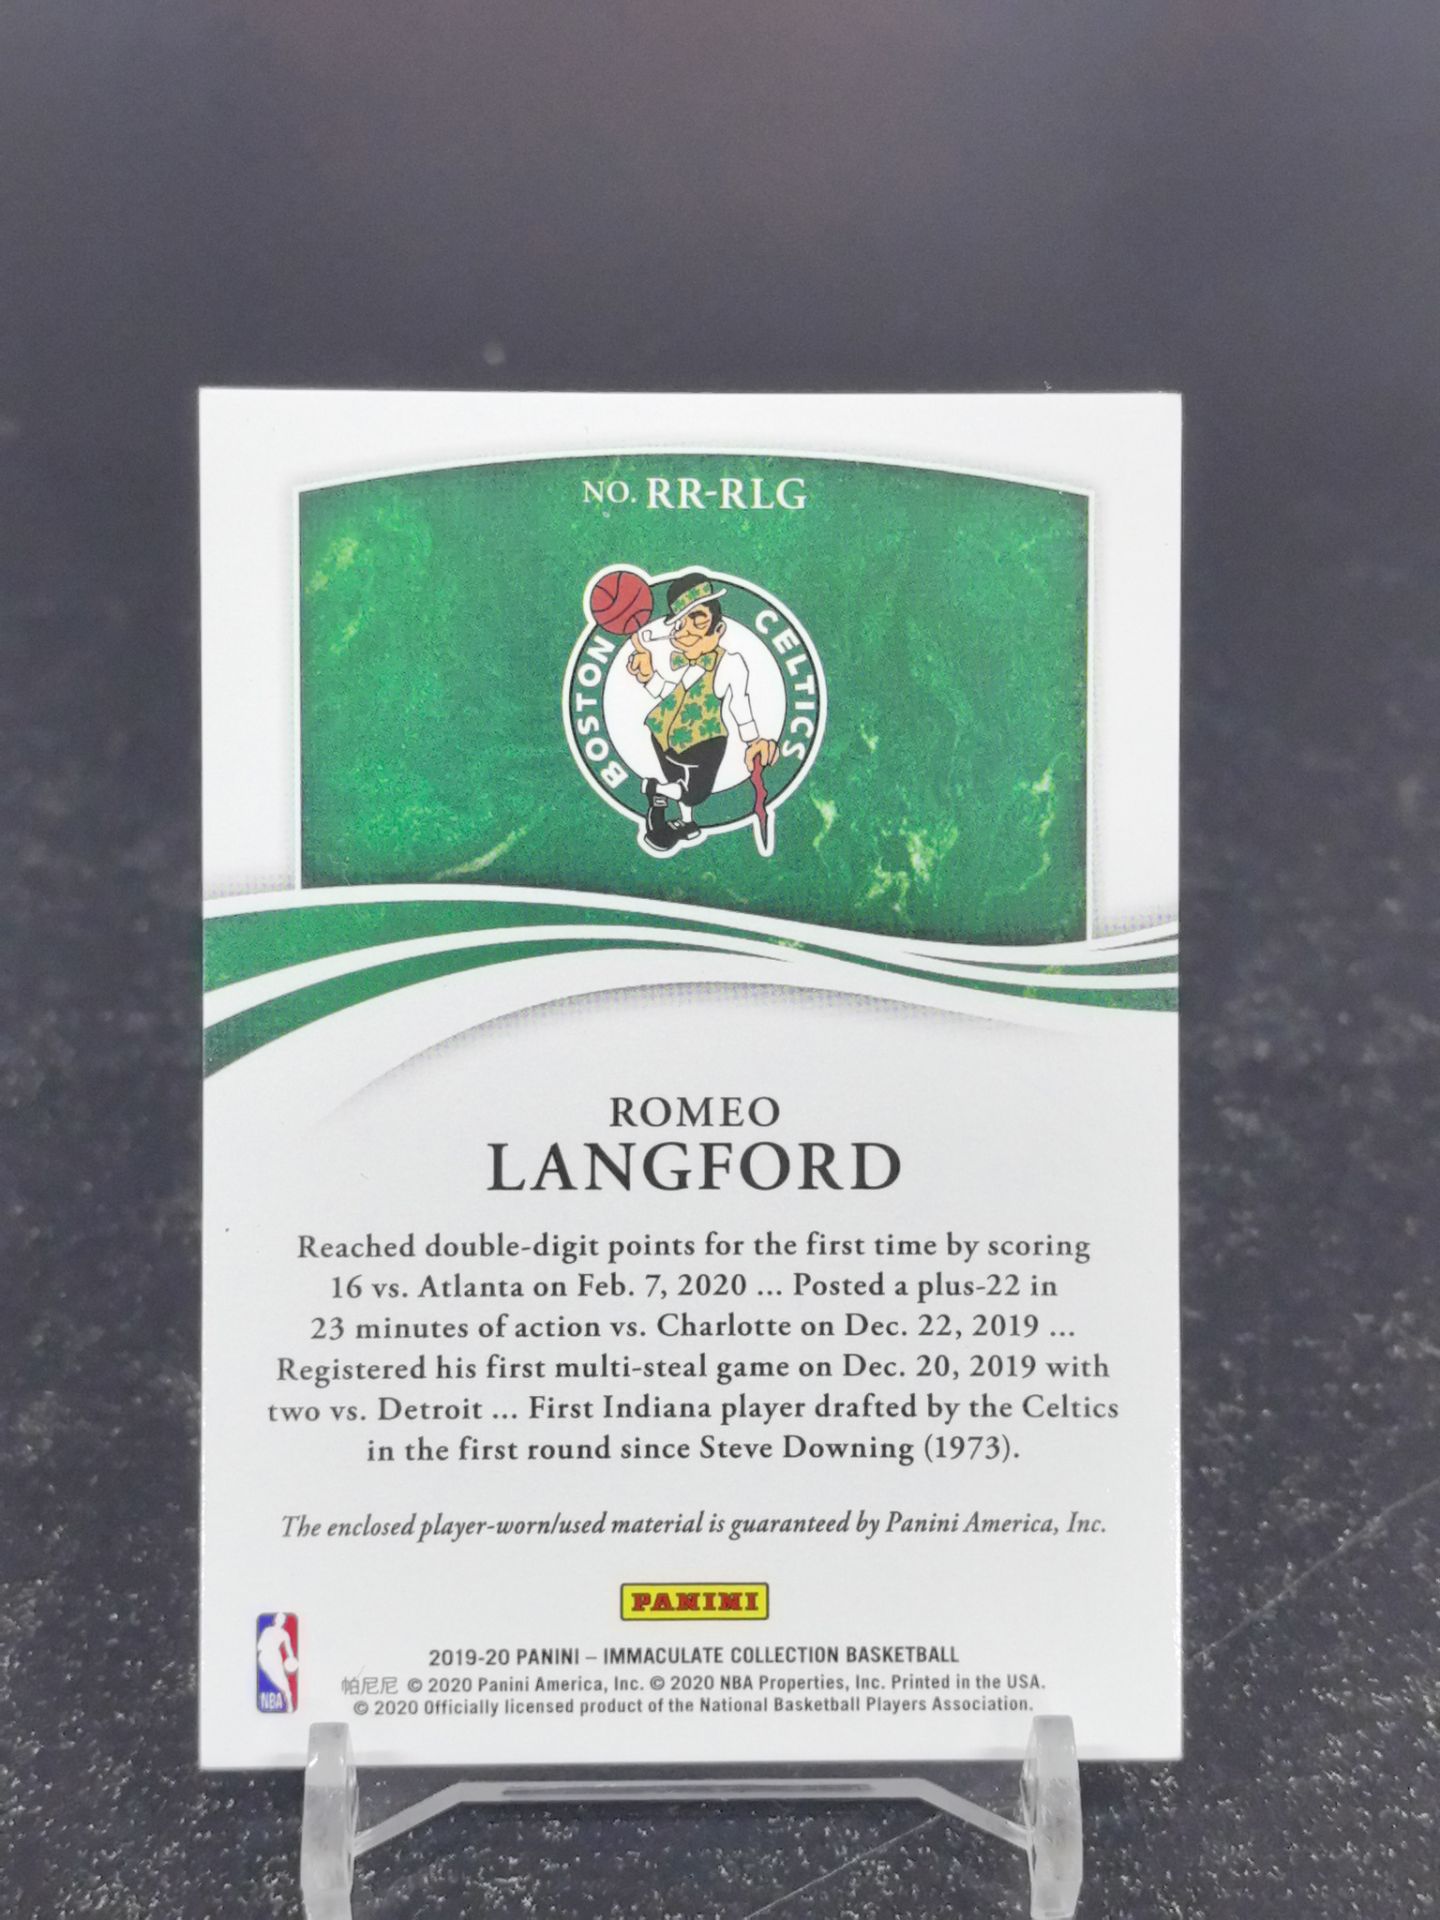 NO. RR-RLG
BOSTON CELTICS
ROMEO
LANGFORD
Reached double-digit points for the first time by scoring
16 vs. Atlanta on Feb. 7, 2020 ... Posted a plus-22 in
23 minutes of action vs. Charlotte on Dec. 22, 2019 ...
Registered his first multi-steal game on Dec. 20, 2019 with
two vs. Detroit ... First Indiana player drafted by the Celtics
in the first round since Steve Downing (1973).
The enclosed player-worn/used material is guaranteed by Panini America, Inc.
PANINI
NBA
2019-20 PANINI – IMMACULATE COLLECTION BASKETBALL
帕尼尼 © 2020 Panini America, Inc. © 2020 NBA Properties, Inc. Printed in the USA.
© 2020 Officially licensed product of the National Basketball Players Association.